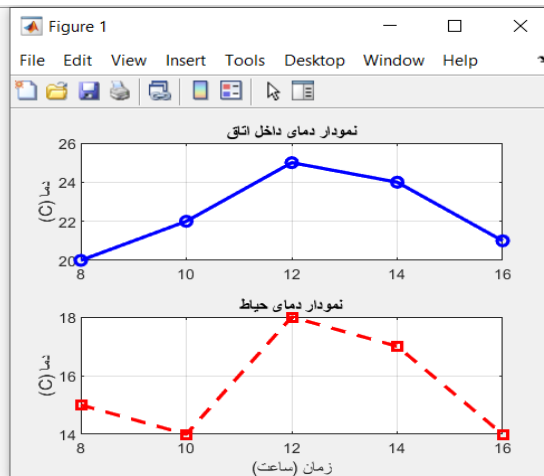 Figure 1
File Edit View Insert Tools Desktop Window Help
نمودار دمای داخل اتاق
26
24
22
20
دما (C)
8 10 12 14 16
نمودار دمای حیاط
18
16
14
دما (C)
8 10 12 14 16
زمان (ساعت)